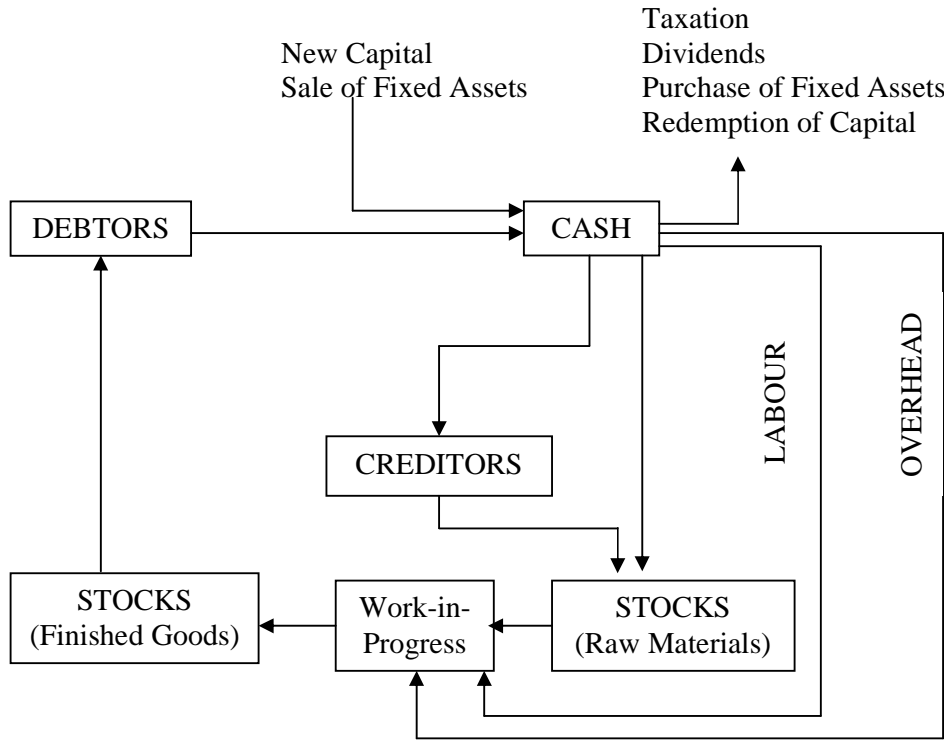 New Capital
Sale of Fixed Assets
Taxation
Dividends
Purchase of Fixed Assets
Redemption of Capital
DEBTORS
CASH
LABOUR
OVERHEAD
CREDITORS
STOCKS
(Finished Goods)
Work-in-
Progress
STOCKS
(Raw Materials)